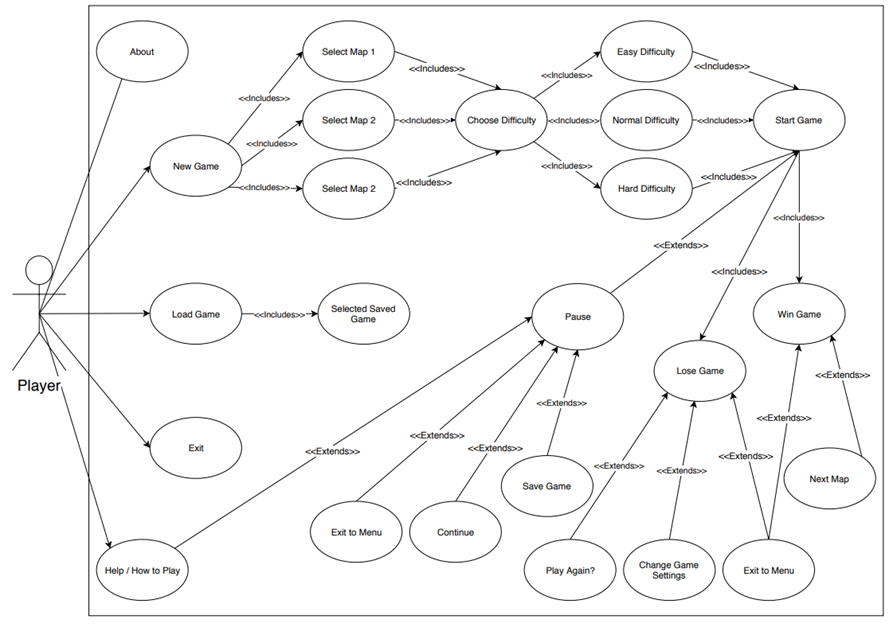 About
Select Map 1
<<Includes>>
Easy Difficulty
<<Includes>>
<<Includes>>
<<Includes>>
Select Map 2
<<Includes>>
Choose Difficulty
<<Includes>>
Normal Difficulty
<<Includes>>
Start Game
<<Includes>>
New Game
<<Includes>>
Select Map 2
<<Includes>>
<<Includes>>
Hard Difficulty
<<Includes>>
<<Includes>>
<<Extends>>
<<Includes>>
Player
Load Game
<<Includes>>
Selected Saved
Game
Pause
Win Game
Lose Game
<<Extends>>
<<Extends>>
<<Extends>>
<<Extends>>
<<Extends>>
Exit
<<Extends>>
<<Extends>>
<<Extends>>
<<Extends>>
<<Extends>>
Save Game
Next Map
Exit to Menu
Continue
Help / How to Play
Play Again?
Change Game
Settings
Exit to Menu